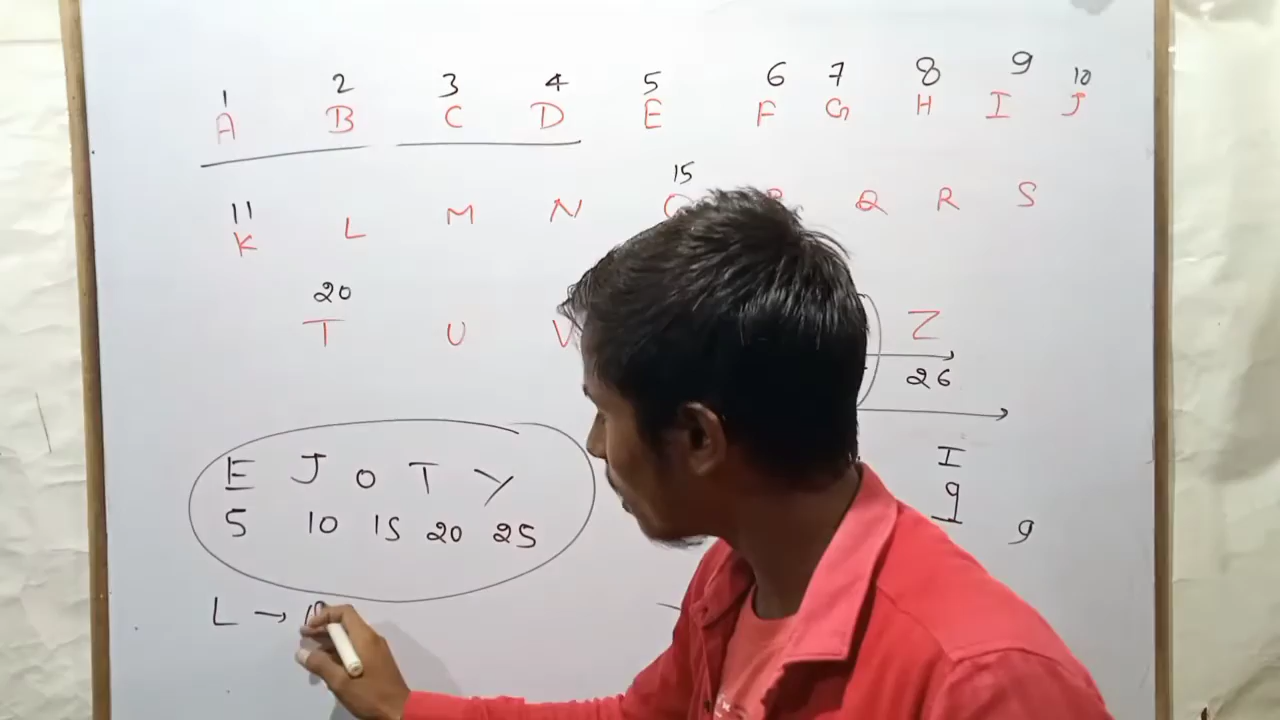 1 2 3 4 5 6 7 8 9 10
A B C D E F G H I J
15
11
K L M N Q R S
20
T U V Z
26
E J O T Y I
5 10 15 20 25 9 9
L →